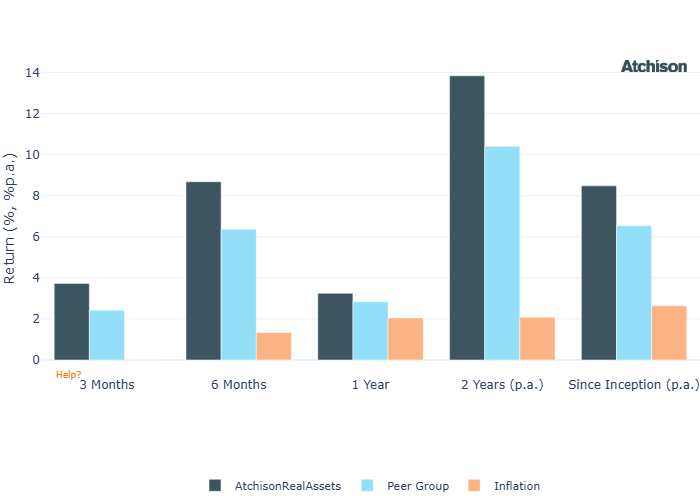 Atchison
14
12
10
8
6
4
2
0
Return (%, %p.a.)
Help?
3 Months
6 Months
1 Year
2 Years (p.a.)
Since Inception (p.a.)
AtchisonRealAssets
Peer Group
Inflation